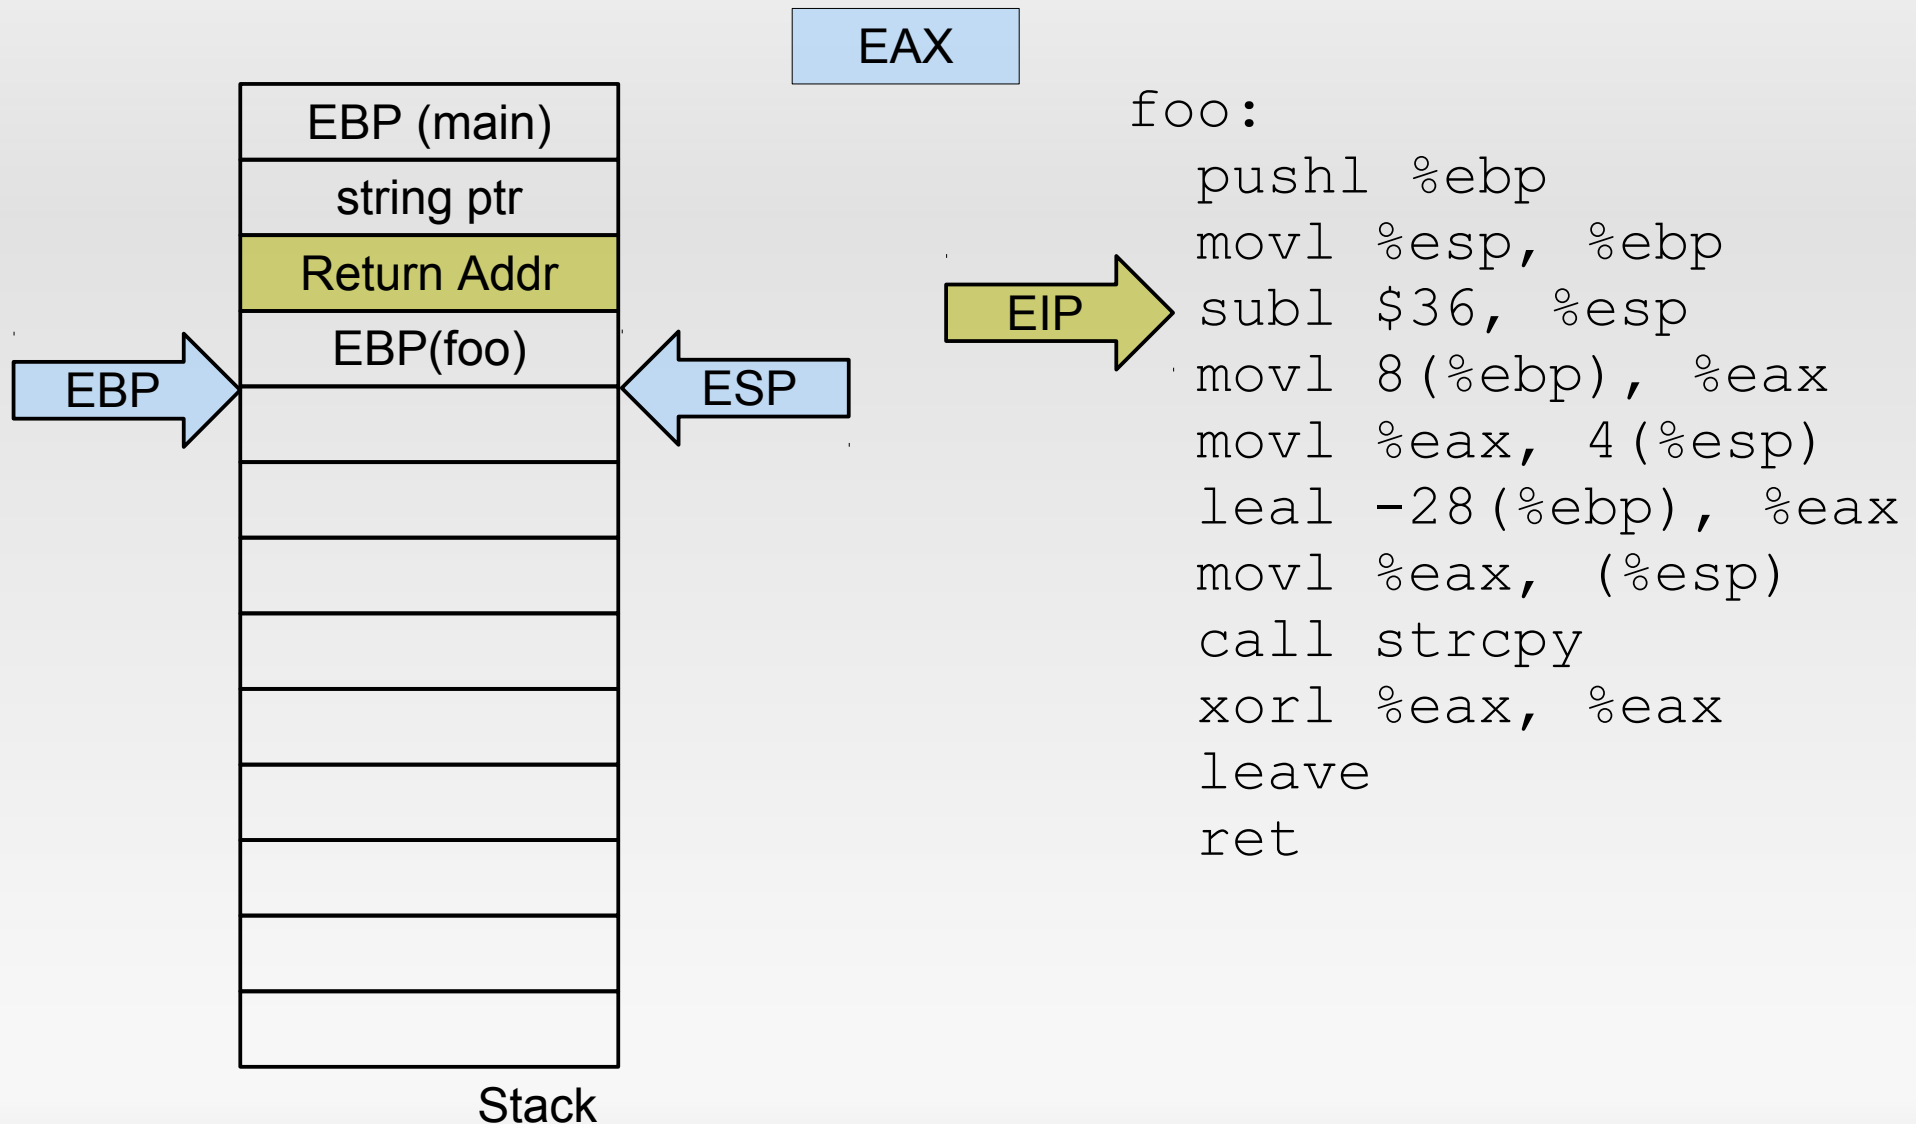 EAX
EBP (main)
string ptr
Return Addr
EBP(foo)
EBP
ESP
Stack
EIP
foo:
pushl %ebp
movl %esp, %ebp
subl $36, %esp
movl 8(%ebp), %eax
movl %eax, 4(%esp)
leal -28(%ebp), %eax
movl %eax, (%esp)
call strcpy
xorl %eax, %eax
leave
ret